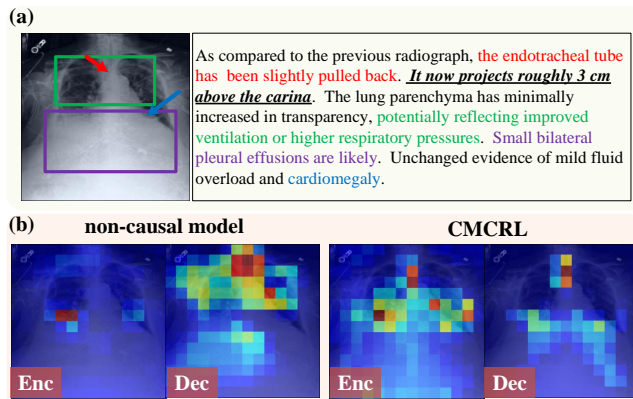 (a)
As compared to the previous radiograph, the endotracheal tube
has been slightly pulled back. It now projects roughly 3 cm
above the carina. The lung parenchyma has minimally
increased in transparency, potentially reflecting improved
ventilation or higher respiratory pressures. Small bilateral
pleural effusions are likely. Unchanged evidence of mild fluid
overload and cardiomegaly.
(b)
non-causal model
CMCRL
Enc
Dec
Enc
Dec